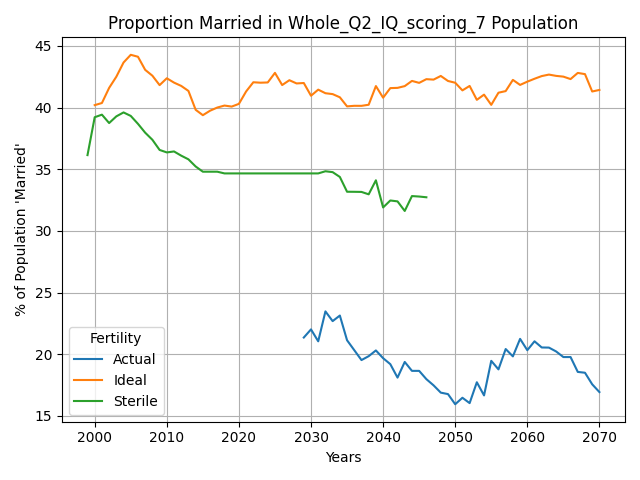 Proportion Married in Whole_Q2_IQ_scoring_7 Population
% of Population 'Married'
45
40
35
30
25
20
15
Fertility
Actual
Ideal
Sterile
2000 2010 2020 2030 2040 2050 2060 2070
Years